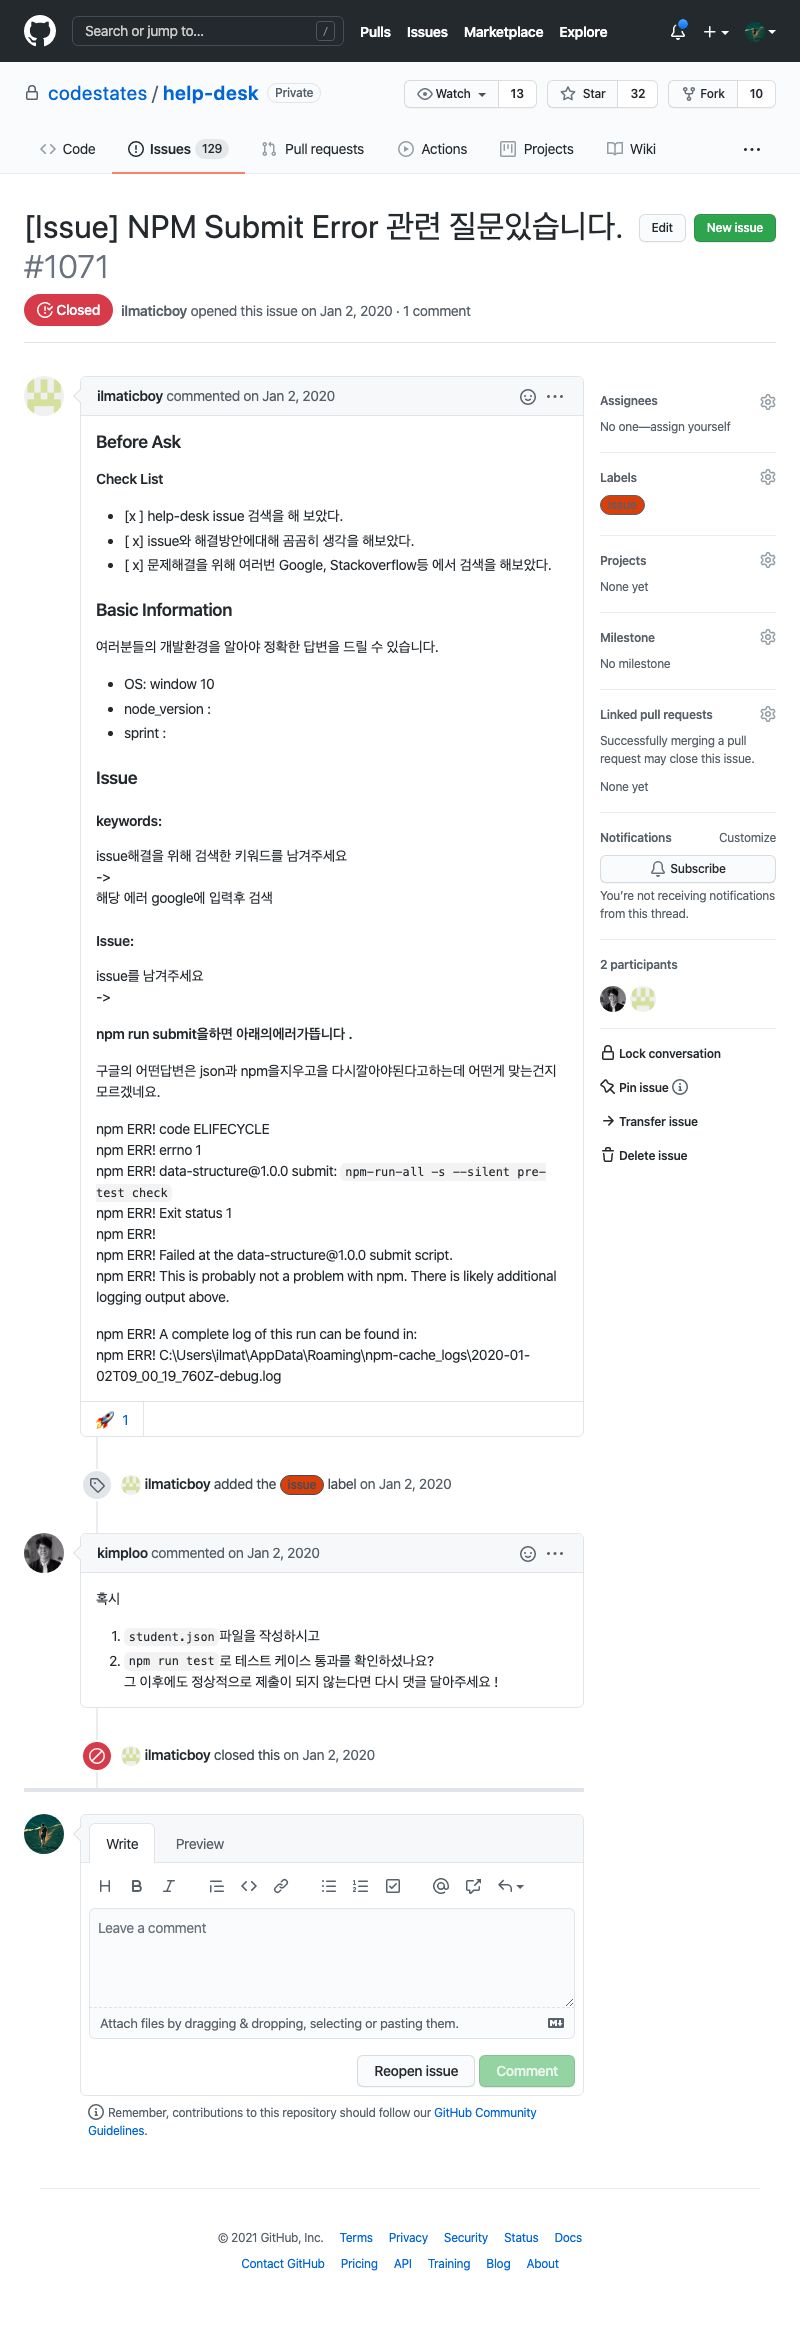 Search or jump to... /
Pulls Issues Marketplace Explore
codestates / help-desk Private
Watch 13 Star 32 Fork 10
Code Issues 129 Pull requests Actions Projects Wiki
[Issue] NPM Submit Error 관련 질문있습니다.
#1071
Edit New issue
Closed ilmaticboy opened this issue on Jan 2, 2020 · 1 comment
ilmaticboy commented on Jan 2, 2020
Before Ask
Check List
[x ] help-desk issue 검색을 해 보았다.
[ x] issue와 해결방안에대해 곰곰히 생각을 해보았다.
[ x] 문제해결을 위해 여러번 Google, Stackoverflow등 에서 검색을 해보았다.
Basic Information
여러분들의 개발환경을 알아야 정확한 답변을 드릴 수 있습니다.
OS: window 10
node_version :
sprint :
Issue
keywords:
issue해결을 위해 검색한 키워드를 남겨주세요
->
해당 에러 google에 입력후 검색
Issue:
issue를 남겨주세요
->
npm run submit을하면 아래의에러가뜹니다 .
구글의 어떤답변은 json과 npm을지우고을 다시깔아야된다고하는데 어떤게 맞는건지
모르겠네요.
npm ERR! code ELIFECYCLE
npm ERR! errno 1
npm ERR! data-structure@1.0.0 submit: npm-run-all -s --silent pre-
test check
npm ERR! Exit status 1
npm ERR!
npm ERR! Failed at the data-structure@1.0.0 submit script.
npm ERR! This is probably not a problem with npm. There is likely additional
logging output above.
npm ERR! A complete log of this run can be found in:
npm ERR! C:\Users\ilmat\AppData\Roaming\npm-cache_logs\2020-01-
02T09_00_19_760Z-debug.log
🚀 1
ilmaticboy added the issue label on Jan 2, 2020
kimploo commented on Jan 2, 2020
혹시
1. student.json 파일을 작성하시고
2. npm run test 로 테스트 케이스 통과를 확인하셨나요?
그 이후에도 정상적으로 제출이 되지 않는다면 다시 댓글 달아주세요 !
ilmaticboy closed this on Jan 2, 2020
Assignees
No one—assign yourself
Labels
issue
Projects
None yet
Milestone
No milestone
Linked pull requests
Successfully merging a pull
request may close this issue.
None yet
Notifications Customize
Subscribe
You’re not receiving notifications
from this thread.
2 participants
Lock conversation
Pin issue
Transfer issue
Delete issue
Write Preview
Leave a comment
Attach files by dragging & dropping, selecting or pasting them.
Reopen issue Comment
Remember, contributions to this repository should follow our GitHub Community
Guidelines.
© 2021 GitHub, Inc. Terms Privacy Security Status Docs
Contact GitHub Pricing API Training Blog About